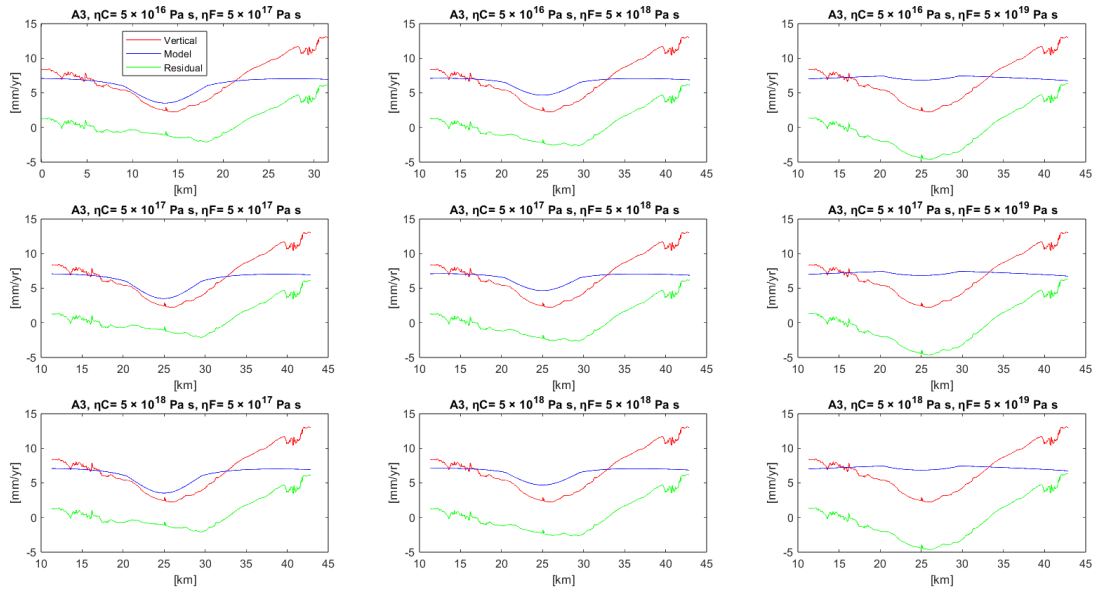 A3, ηC= 5 × 10^16 Pa s, ηF= 5 × 10^17 Pa s
15
10
5
0
-5
[mm/yr]
Vertical
Model
Residual
0 5 10 15 20 25 30
[km]
A3, ηC= 5 × 10^16 Pa s, ηF= 5 × 10^18 Pa s
15
10
5
0
-5
[mm/yr]
10 15 20 25 30 35 40 45
[km]
A3, ηC= 5 × 10^16 Pa s, ηF= 5 × 10^19 Pa s
15
10
5
0
-5
[mm/yr]
10 15 20 25 30 35 40 45
[km]
A3, ηC= 5 × 10^17 Pa s, ηF= 5 × 10^17 Pa s
15
10
5
0
-5
[mm/yr]
10 15 20 25 30 35 40 45
[km]
A3, ηC= 5 × 10^17 Pa s, ηF= 5 × 10^18 Pa s
15
10
5
0
-5
[mm/yr]
10 15 20 25 30 35 40 45
[km]
A3, ηC= 5 × 10^17 Pa s, ηF= 5 × 10^19 Pa s
15
10
5
0
-5
[mm/yr]
10 15 20 25 30 35 40 45
[km]
A3, ηC= 5 × 10^18 Pa s, ηF= 5 × 10^17 Pa s
15
10
5
0
-5
[mm/yr]
10 15 20 25 30 35 40 45
[km]
A3, ηC= 5 × 10^18 Pa s, ηF= 5 × 10^18 Pa s
15
10
5
0
-5
[mm/yr]
10 15 20 25 30 35 40 45
[km]
A3, ηC= 5 × 10^18 Pa s, ηF= 5 × 10^19 Pa s
15
10
5
0
-5
[mm/yr]
10 15 20 25 30 35 40 45
[km]